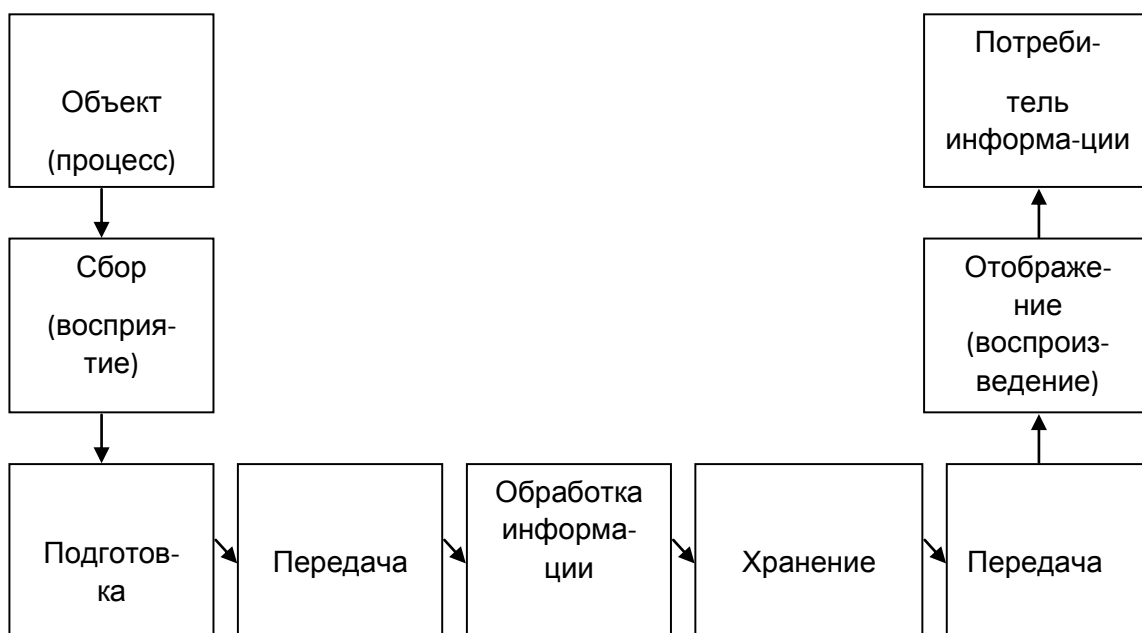 Объект
(процесс)
Сбор
(восприя-
тие)
Подготов-
ка
Передача
Обработка
информа-
ции
Хранение
Передача
Отображе-
ние
(воспроиз-
ведение)
Потреби-
тель
информа-ции